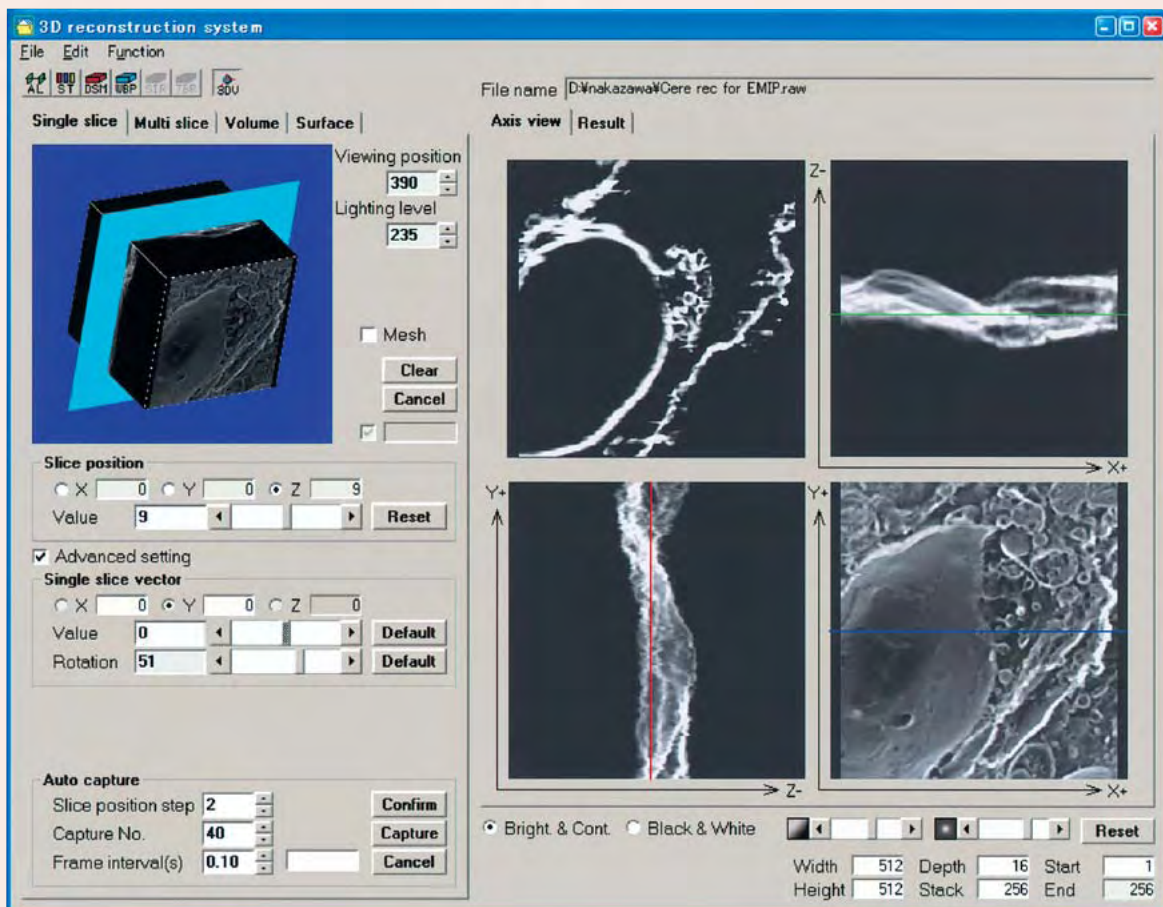 3D reconstruction system
File Edit Function
AL ST DSM WBP SIR TBR 3DV
File name D:¥nakazawa¥Cere rec for EMIP.raw
Single slice Multi slice Volume Surface
Axis view Result
Viewing position
390
Lighting level
235
Mesh
Clear
Cancel
Slice position
X 0 Y 0 Z 9
Value 9 Reset
Advanced setting
Single slice vector
X 0 Y 0 Z 0
Value 0 Default
Rotation 51 Default
Auto capture
Slice position step 2 Confirm
Capture No. 40 Capture
Frame interval(s) 0.10 Cancel
Z-
X+
Y+
Z-
Y+
X+
Bright. & Cont. Black & White Reset
Width 512 Depth 16 Start 1
Height 512 Stack 256 End 256